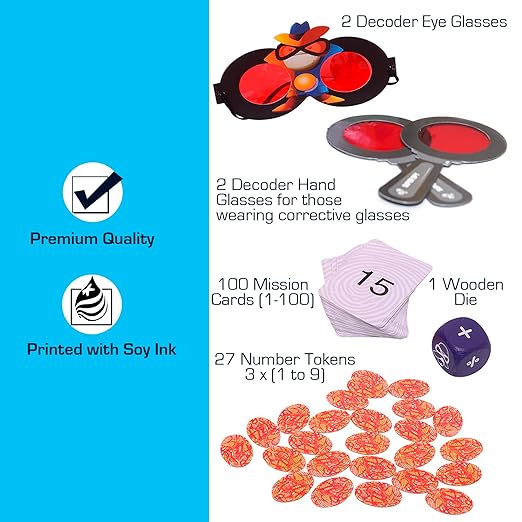 2 Decoder Eye Glasses
2 Decoder Hand
Glasses for those
wearing corrective glasses
Premium Quality
Printed with Soy Ink
100 Mission
Cards (1-100)
15
1 Wooden
Die
+
%
27 Number Tokens
3 x (1 to 9)